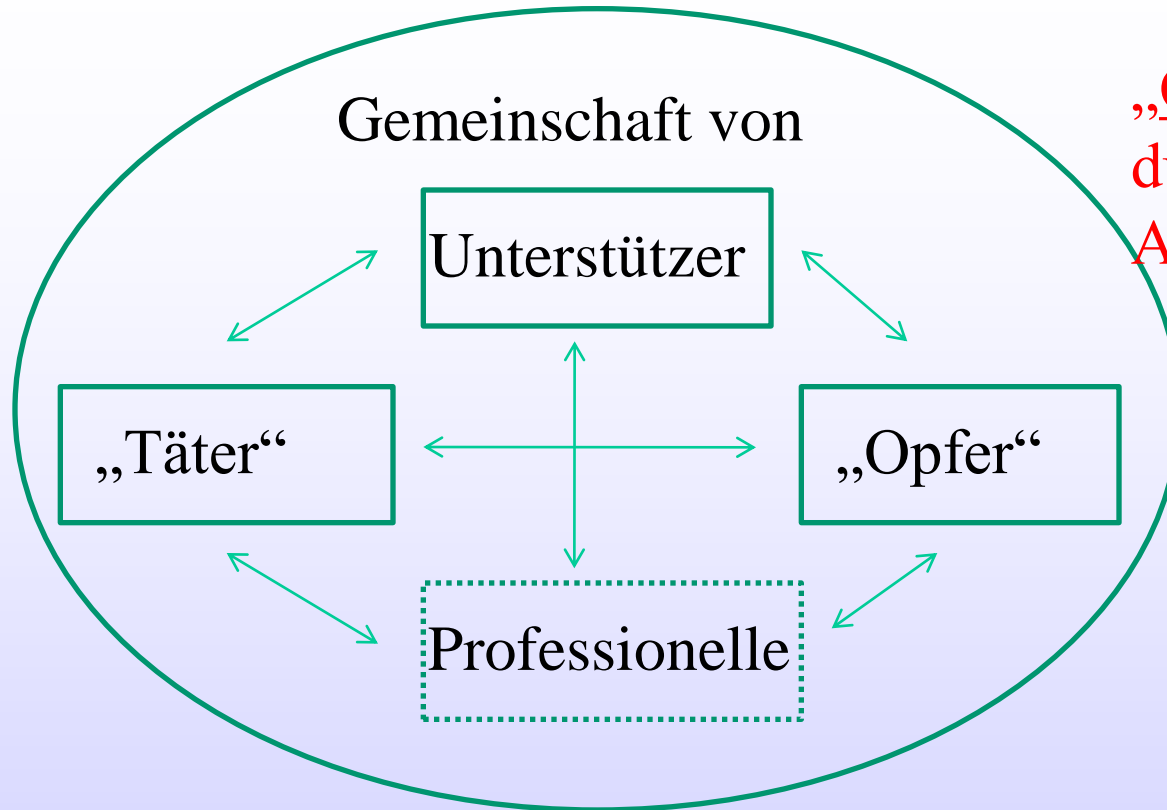 Gemeinschaft von
Unterstützer
„Täter“
„Opfer“
Professionelle